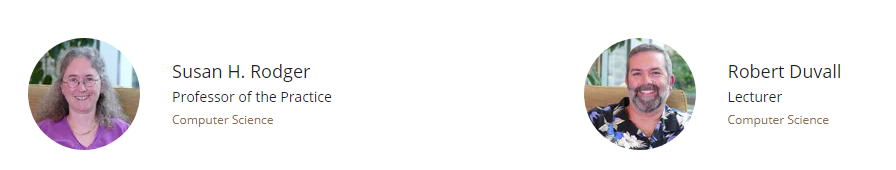 Susan H. Rodger
Professor of the Practice
Computer Science
Robert Duvall
Lecturer
Computer Science